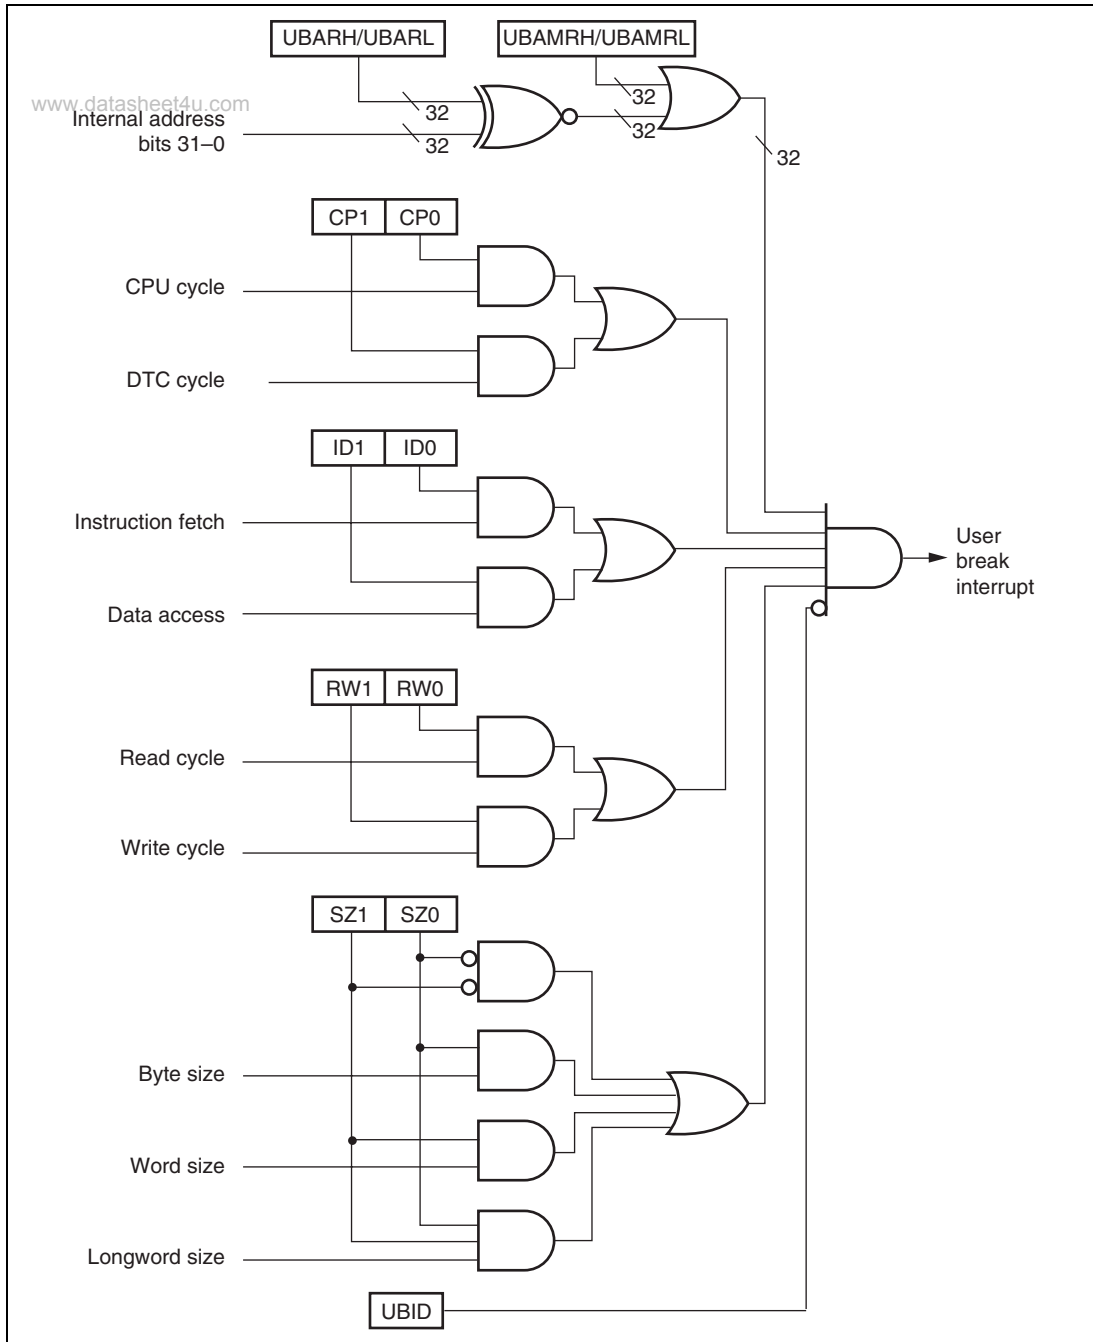 UBARH/UBARL
UBAMRH/UBAMRL
www.datasheet4u.com
32
32
32
32
Internal address
bits 31–0
32
CP1 CP0
CPU cycle
DTC cycle
ID1 ID0
Instruction fetch
Data access
User
break
interrupt
RW1 RW0
Read cycle
Write cycle
SZ1 SZ0
Byte size
Word size
Longword size
UBID